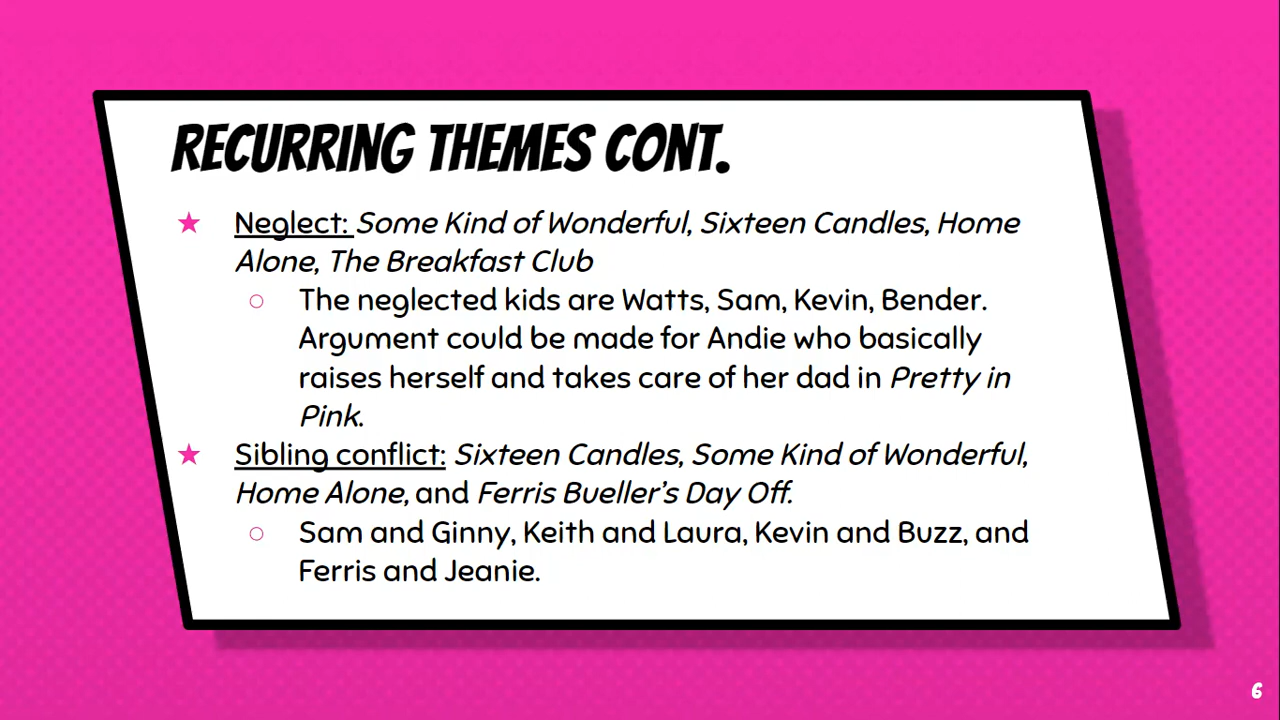 RECURRING THEMES CONT.
★ Neglect: Some Kind of Wonderful, Sixteen Candles, Home
Alone, The Breakfast Club
○ The neglected kids are Watts, Sam, Kevin, Bender.
Argument could be made for Andie who basically
raises herself and takes care of her dad in Pretty in
Pink.
★ Sibling conflict: Sixteen Candles, Some Kind of Wonderful,
Home Alone, and Ferris Bueller’s Day Off.
○ Sam and Ginny, Keith and Laura, Kevin and Buzz, and
Ferris and Jeanie.
6